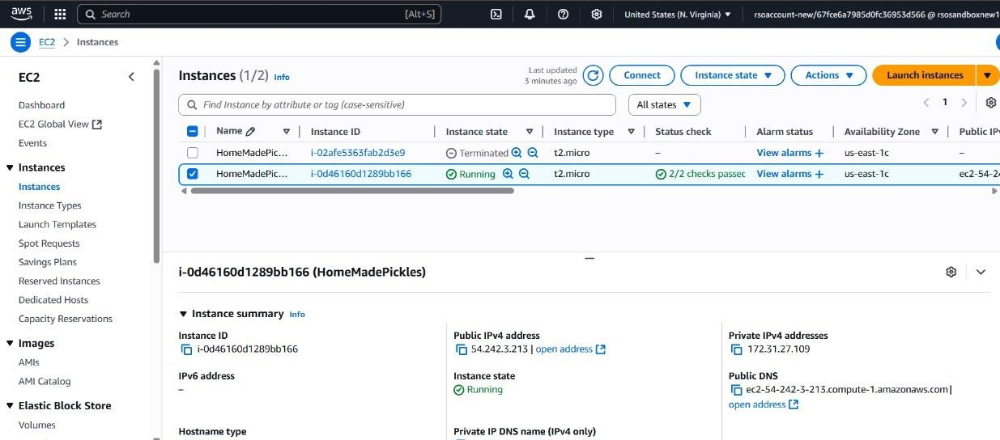 aws Search [Alt+S] United States (N. Virginia) rsoaccount-new/67fce6a7985d0fc36953d566 @ rsosandboxnew1
EC2 Instances
EC2
Dashboard
EC2 Global View
Events
Instances
Instances
Instance Types
Launch Templates
Spot Requests
Savings Plans
Reserved Instances
Dedicated Hosts
Capacity Reservations
Images
AMIs
AMI Catalog
Elastic Block Store
Volumes
Instances (1/2) Info
Last updated
3 minutes ago
Connect Instance state Actions Launch instances
Find Instance by attribute or tag (case-sensitive) All states 1
Name Instance ID Instance state Instance type Status check Alarm status Availability Zone Public IPv
HomeMadePic... i-02afe5363fab2d3e9 Terminated t2.micro – View alarms + us-east-1c –
HomeMadePic... i-0d46160d1289bb166 Running t2.micro 2/2 checks passec View alarms + us-east-1c ec2-54-24
i-0d46160d1289bb166 (HomeMadePickles)
Instance summary Info
Instance ID
i-0d46160d1289bb166
Public IPv4 address
54.242.3.213 | open address
Private IPv4 addresses
172.31.27.109
IPv6 address
–
Instance state
Running
Public DNS
ec2-54-242-3-213.compute-1.amazonaws.com |
open address
Hostname type
Private IP DNS name (IPv4 only)